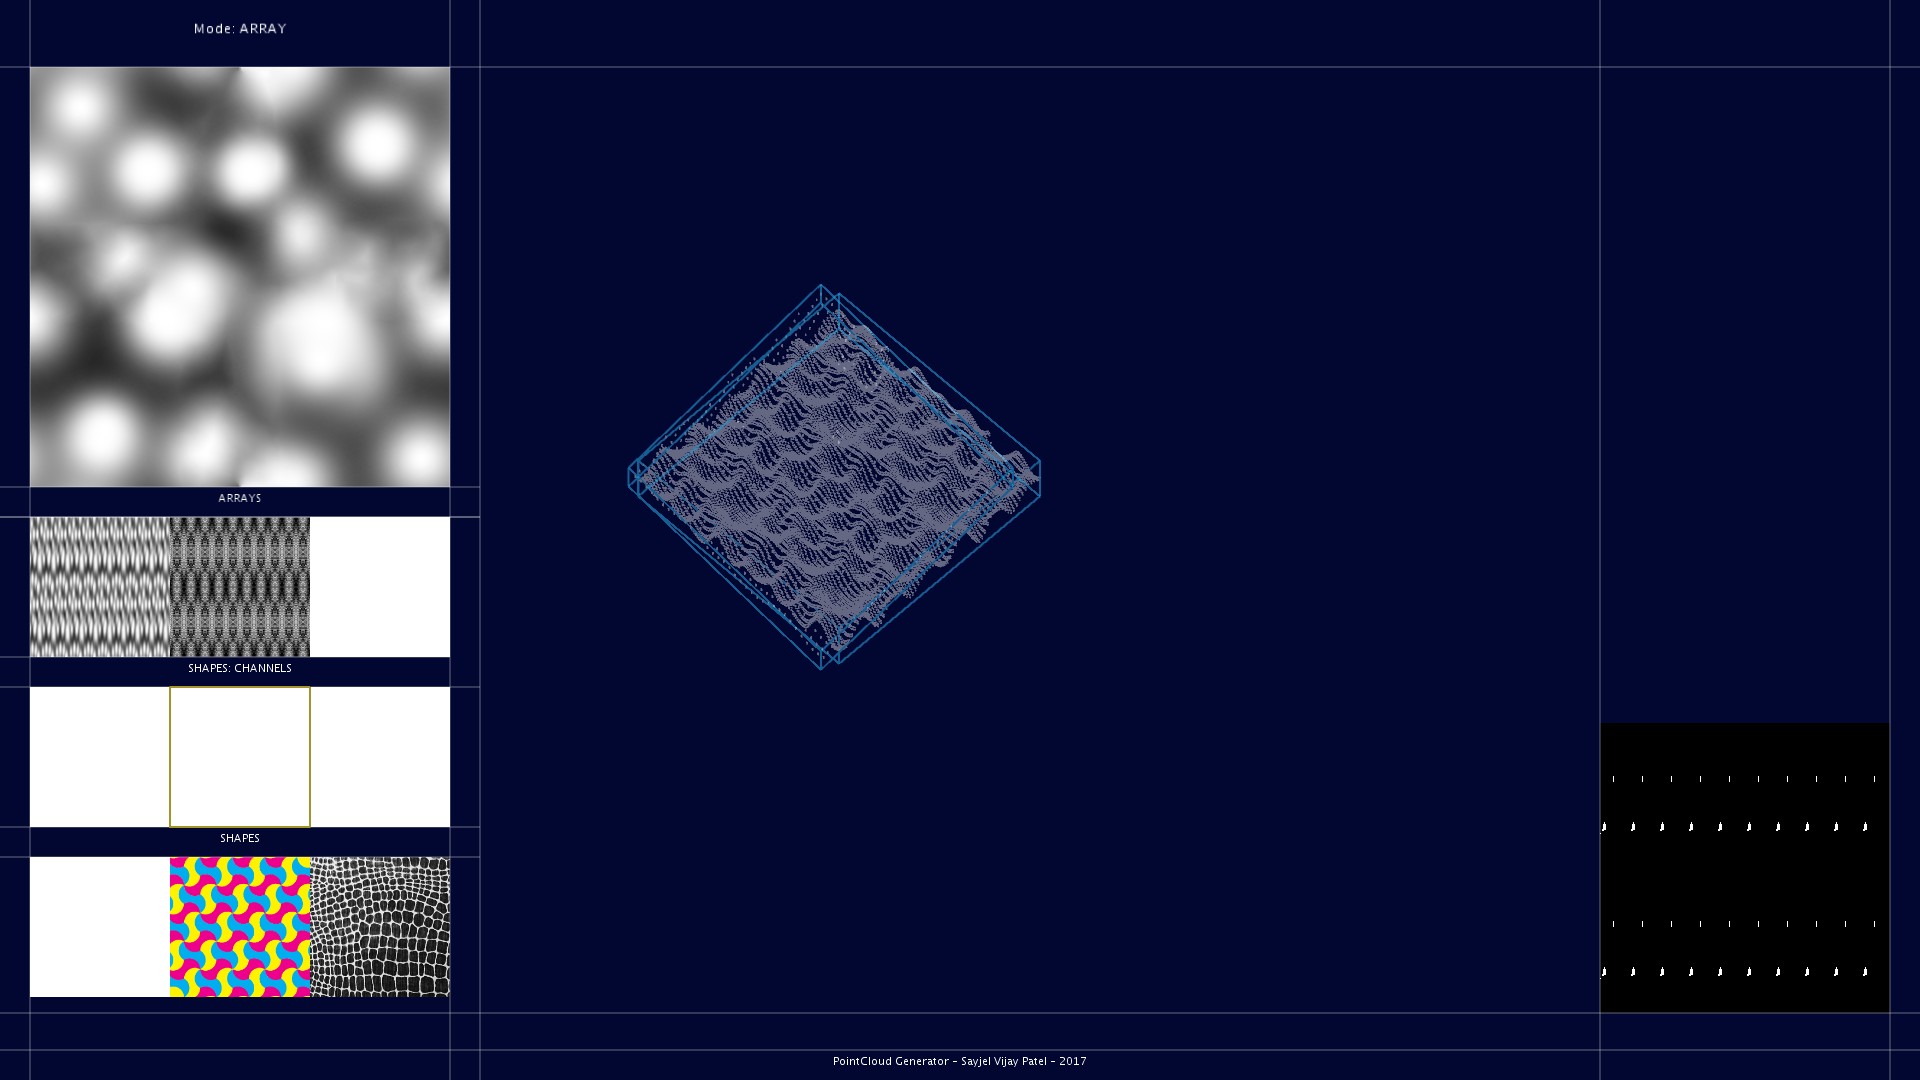 Mode: ARRAY
ARRAYS
SHAPES: CHANNELS
SHAPES
PointCloud Generator - Sayjel Vijay Patel - 2017